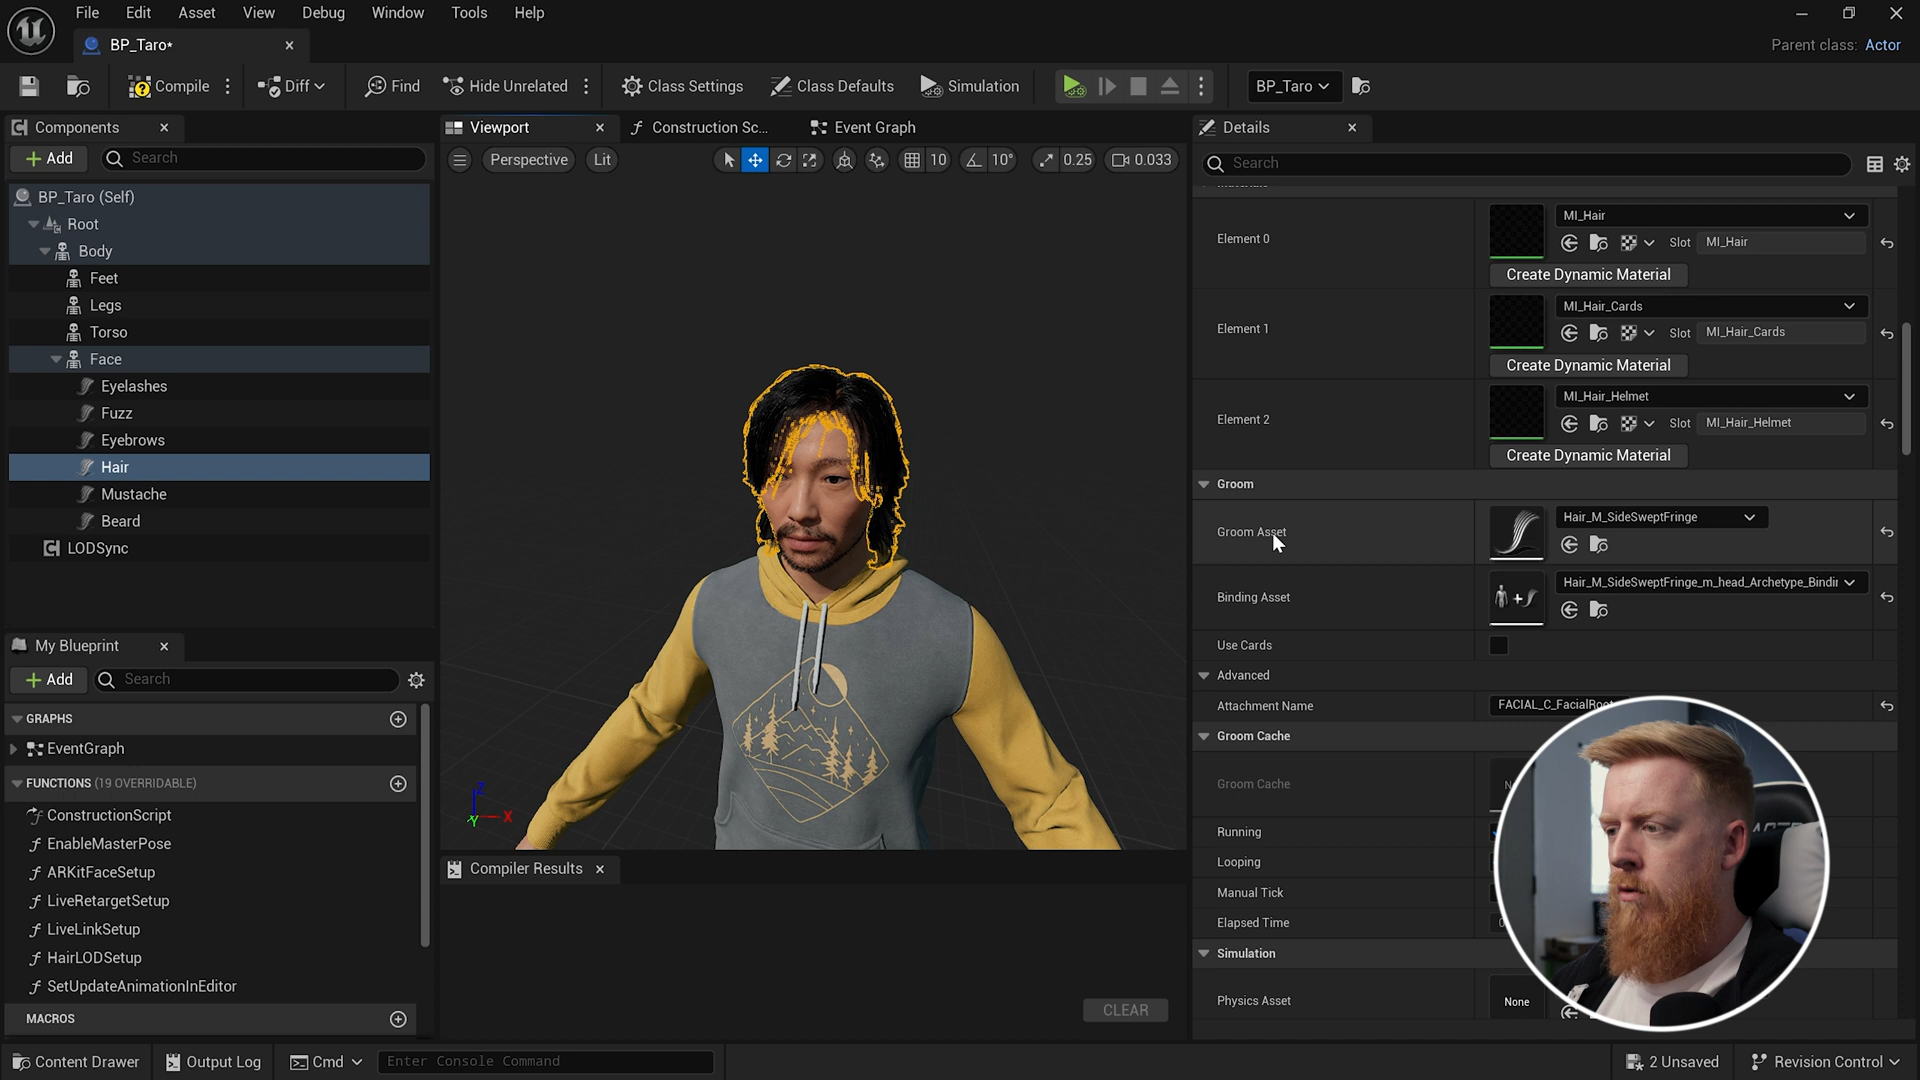 File Edit Asset View Debug Window Tools Help
BP_Taro*
Parent class: Actor
Compile Diff Find Hide Unrelated Class Settings Class Defaults Simulation BP_Taro
Components
Add Search
BP_Taro (Self)
Root
Body
Feet
Legs
Torso
Face
Eyelashes
Fuzz
Eyebrows
Hair
Mustache
Beard
LODSync
My Blueprint
Add Search
GRAPHS
EventGraph
FUNCTIONS (19 OVERRIDABLE)
ConstructionScript
EnableMasterPose
ARKitFaceSetup
LiveRetargetSetup
LiveLinkSetup
HairLODSetup
SetUpdateAnimationInEditor
MACROS
Viewport Construction Sc... Event Graph
Perspective Lit 10 10° 0.25 0.033
Z
X
Y
Compiler Results
CLEAR
Details
Search
Element 0
MI_Hair
Slot MI_Hair
Create Dynamic Material
Element 1
MI_Hair_Cards
Slot MI_Hair_Cards
Create Dynamic Material
Element 2
MI_Hair_Helmet
Slot MI_Hair_Helmet
Create Dynamic Material
Groom
Groom Asset
Hair_M_SideSweptFringe
Binding Asset
Hair_M_SideSweptFringe_m_head_Archetype_Bindin
Use Cards
Advanced
Attachment Name
FACIAL_C_FacialRoot
Groom Cache
Groom Cache
Running
Looping
Manual Tick
Elapsed Time
Simulation
Physics Asset
None
Content Drawer Output Log Cmd Enter Console Command 2 Unsaved Revision Control